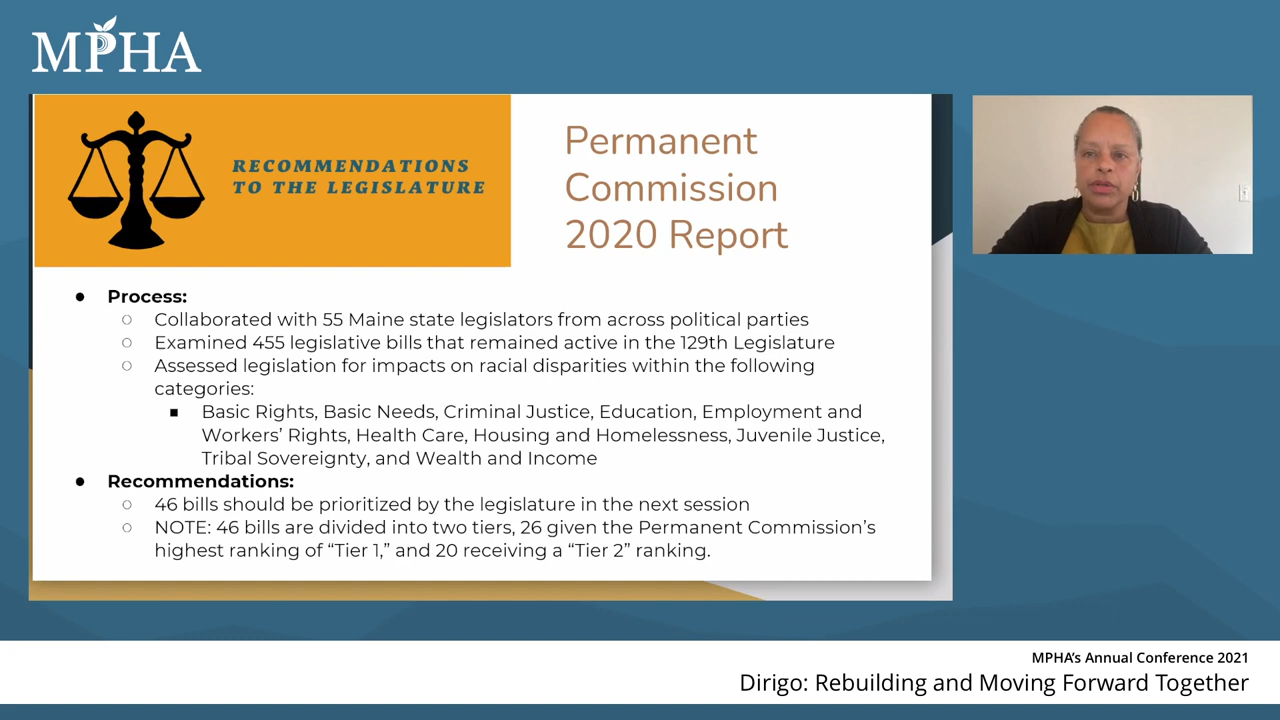 MPHA
RECOMMENDATIONS
TO THE LEGISLATURE
Permanent
Commission
2020 Report
● Process:
○ Collaborated with 55 Maine state legislators from across political parties
○ Examined 455 legislative bills that remained active in the 129th Legislature
○ Assessed legislation for impacts on racial disparities within the following
categories:
■ Basic Rights, Basic Needs, Criminal Justice, Education, Employment and
Workers’ Rights, Health Care, Housing and Homelessness, Juvenile Justice,
Tribal Sovereignty, and Wealth and Income
● Recommendations:
○ 46 bills should be prioritized by the legislature in the next session
○ NOTE: 46 bills are divided into two tiers, 26 given the Permanent Commission’s
highest ranking of “Tier 1,” and 20 receiving a “Tier 2” ranking.
MPHA’s Annual Conference 2021
Dirigo: Rebuilding and Moving Forward Together